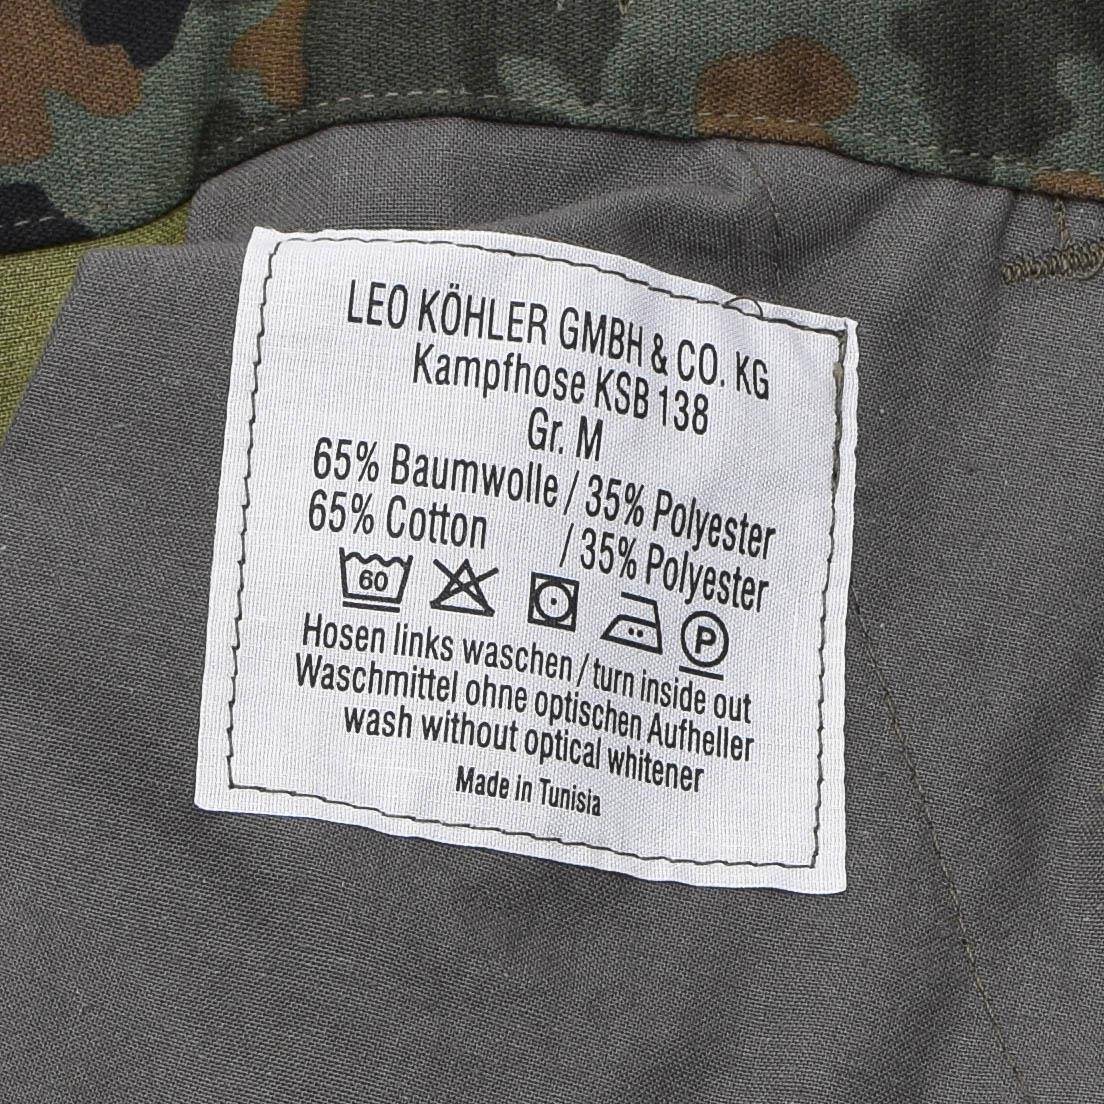 LEO KÖHLER GMBH & CO. KG
Kampfhose KSB 138
Gr. M
65% Baumwolle / 35% Polyester
65% Cotton / 35% Polyester
60 P
Hosen links waschen / turn inside out
Waschmittel ohne optischen Aufheller
wash without optical whitener
Made in Tunisia